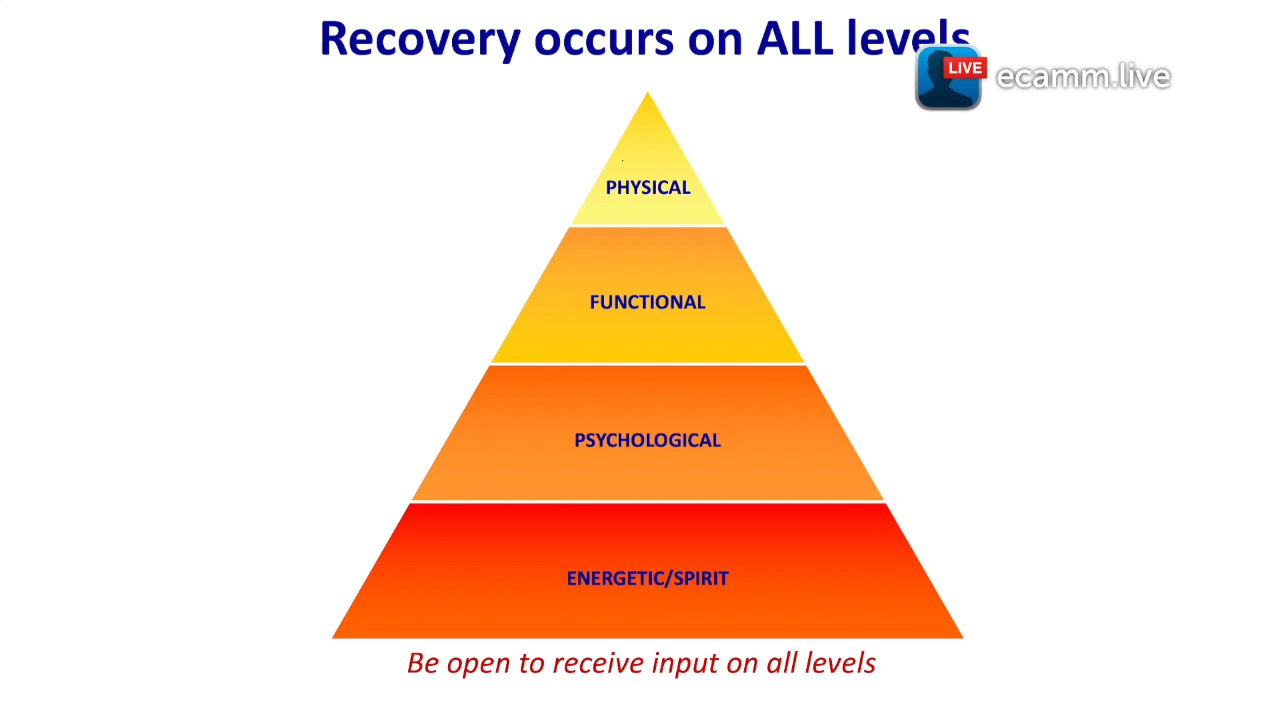 Recovery occurs on ALL levels
LIVE
ecamm.live
PHYSICAL
FUNCTIONAL
PSYCHOLOGICAL
ENERGETIC/SPIRIT
Be open to receive input on all levels